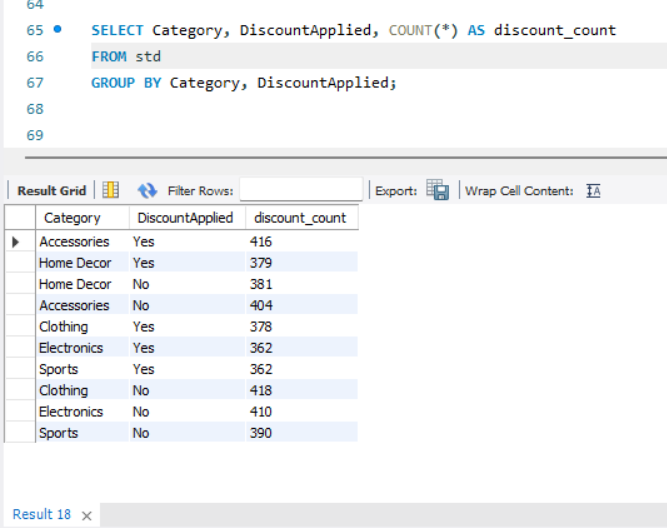 64
65 SELECT Category, DiscountApplied, COUNT(*) AS discount_count
66 FROM std
67 GROUP BY Category, DiscountApplied;
68
69
Result Grid Filter Rows: Export: Wrap Cell Content: IA
Category DiscountApplied discount_count
Accessories Yes 416
Home Decor Yes 379
Home Decor No 381
Accessories No 404
Clothing Yes 378
Electronics Yes 362
Sports Yes 362
Clothing No 418
Electronics No 410
Sports No 390
Result 18 ×